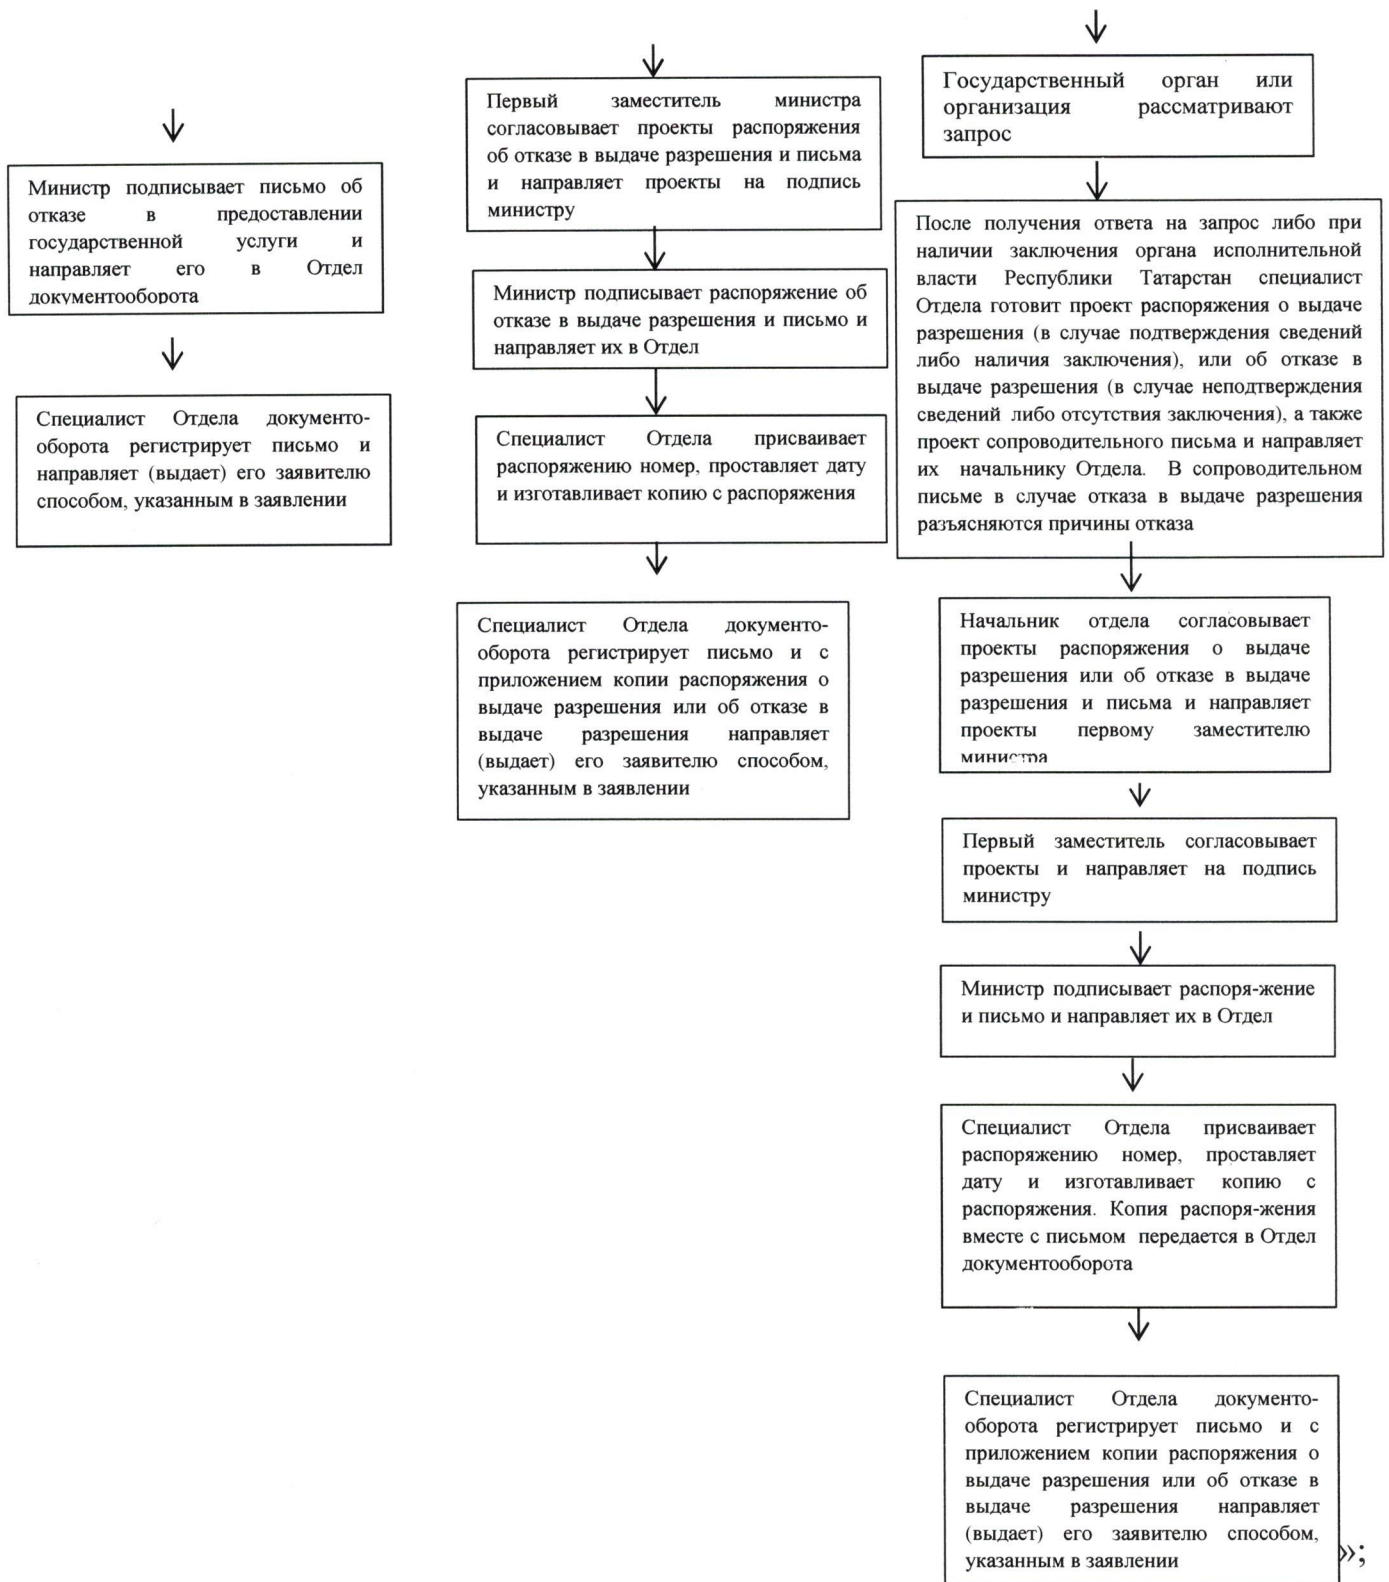 Министр подписывает письмо об
отказе в предоставлении
государственной услуги и
направляет его в Отдел
документооборота
Специалист Отдела документо-
оборота регистрирует письмо и
направляет (выдает) его заявителю
способом, указанным в заявлении
Первый заместитель министра
согласовывает проекты распоряжения
об отказе в выдаче разрешения и письма
и направляет проекты на подпись
министру
Министр подписывает распоряжение об
отказе в выдаче разрешения и письмо и
направляет их в Отдел
Специалист Отдела присваивает
распоряжению номер, проставляет дату
и изготавливает копию с распоряжения
Специалист Отдела документо-
оборота регистрирует письмо и с
приложением копии распоряжения о
выдаче разрешения или об отказе в
выдаче разрешения направляет
(выдает) его заявителю способом,
указанным в заявлении
Государственный орган или
организация рассматривают
запрос
После получения ответа на запрос либо при
наличии заключения органа исполнительной
власти Республики Татарстан специалист
Отдела готовит проект распоряжения о выдаче
разрешения (в случае подтверждения сведений
либо наличия заключения), или об отказе в
выдаче разрешения (в случае неподтверждения
сведений либо отсутствия заключения), а также
проект сопроводительного письма и направляет
их начальнику Отдела. В сопроводительном
письме в случае отказа в выдаче разрешения
разъясняются причины отказа
Начальник отдела согласовывает
проекты распоряжения о выдаче
разрешения или об отказе в выдаче
разрешения и письма и направляет
проекты первому заместителю
министра
Первый заместитель согласовывает
проекты и направляет на подпись
министру
Министр подписывает распоря-жение
и письмо и направляет их в Отдел
Специалист Отдела присваивает
распоряжению номер, проставляет
дату и изготавливает копию с
распоряжения. Копия распоря-жения
вместе с письмом передается в Отдел
документооборота
Специалист Отдела документо-
оборота регистрирует письмо и с
приложением копии распоряжения о
выдаче разрешения или об отказе в
выдаче разрешения направляет
(выдает) его заявителю способом,
указанным в заявлении
»;